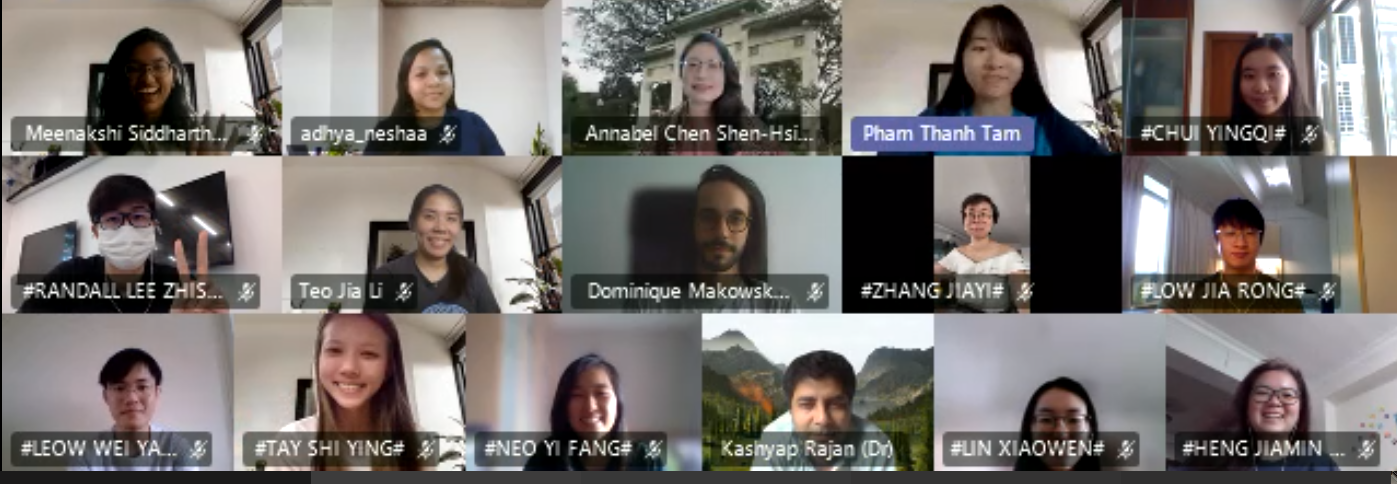 Meenakshi Siddharth...
adhya_neshaa
Annabel Chen Shen-Hsi...
Pham Thanh Tam
#CHUI YINGQI#
#RANDALL LEE ZHIS...
Teo Jia Li
Dominique Makowsk...
#ZHANG JIAYI#
#LOW JIA RONG#
#LEOW WEI YA...
#TAY SHI YING#
#NEO YI FANG#
Kashyap Rajan (Dr)
#LIN XIAOWEN#
#HENG JIAMIN ...